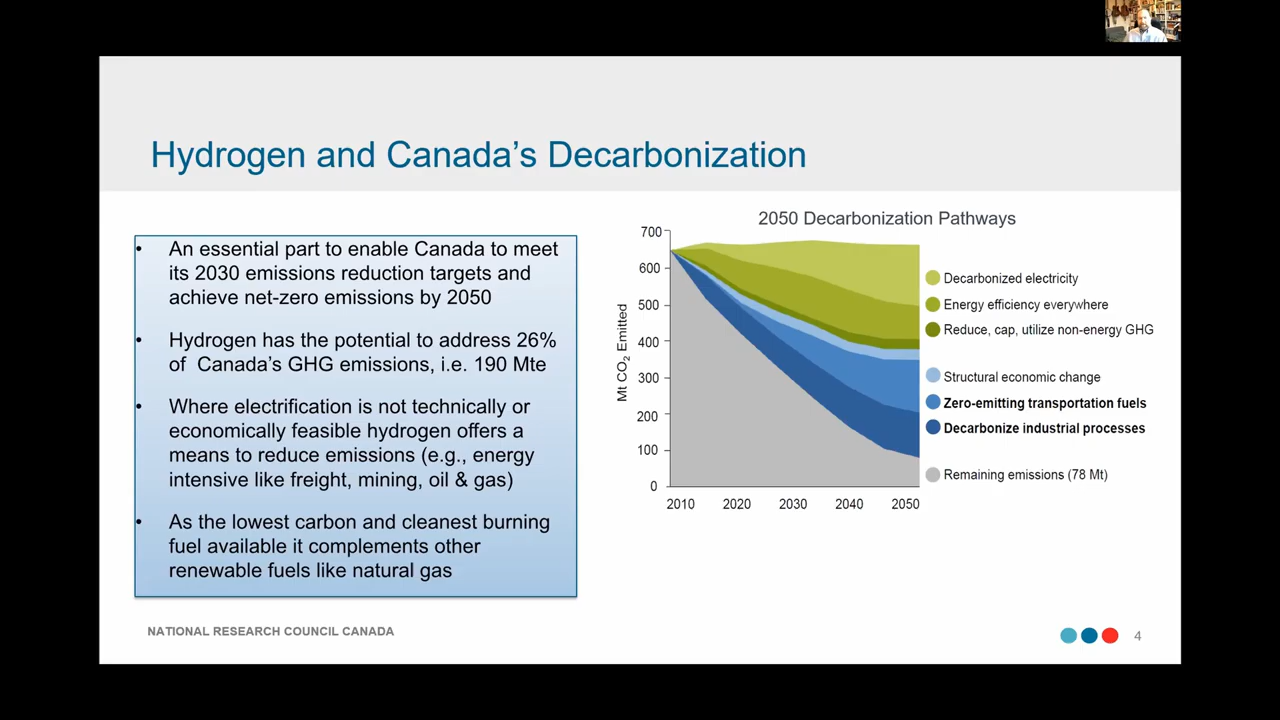 Hydrogen and Canada's Decarbonization
• An essential part to enable Canada to meet
its 2030 emissions reduction targets and
achieve net-zero emissions by 2050
• Hydrogen has the potential to address 26%
of  Canada's GHG emissions, i.e. 190 Mte
• Where electrification is not technically or
economically feasible hydrogen offers a
means to reduce emissions (e.g., energy
intensive like freight, mining, oil & gas)
• As the lowest carbon and cleanest burning
fuel available it complements other
renewable fuels like natural gas
2050 Decarbonization Pathways
Mt CO₂ Emitted
700
600
500
400
300
200
100
0
2010 2020 2030 2040 2050
Decarbonized electricity
Energy efficiency everywhere
Reduce, cap, utilize non-energy GHG
Structural economic change
Zero-emitting transportation fuels
Decarbonize industrial processes
Remaining emissions (78 Mt)
NATIONAL RESEARCH COUNCIL CANADA
4